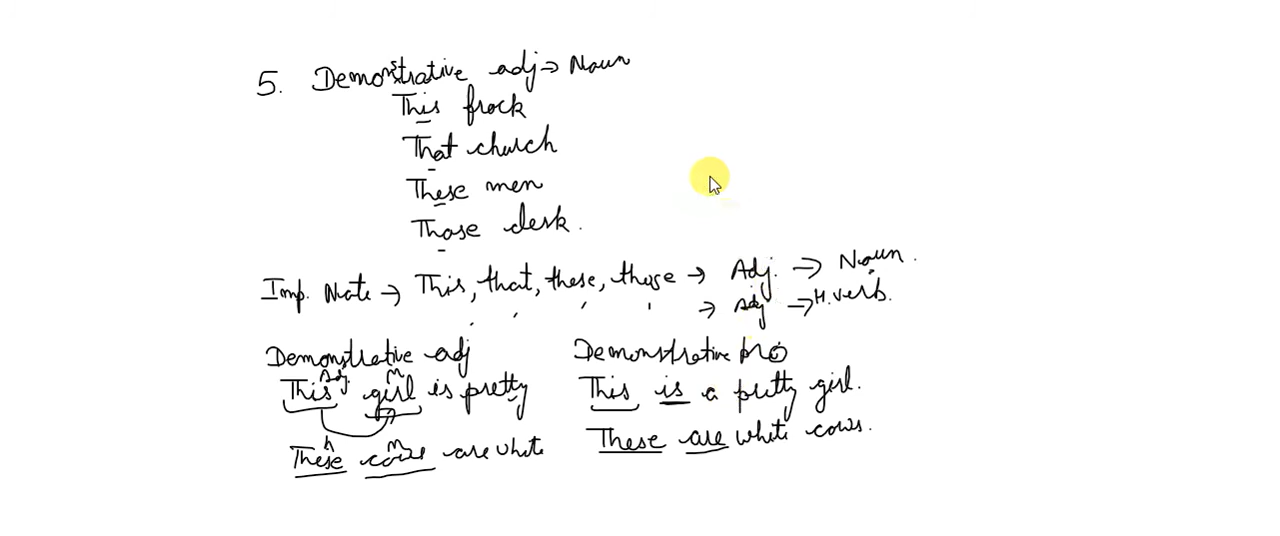 5. Demonstrative adj → Noun
This frock
That church
These men
Those desk.
Imp. Note → This, that, these, those → Adj. → Noun.
→ Adj → H. verb.
Demonstrative adj
Demonstrative pro
Adj. N
This girl is pretty
This is a pretty girl.
N
These cows are white
These are white cows.